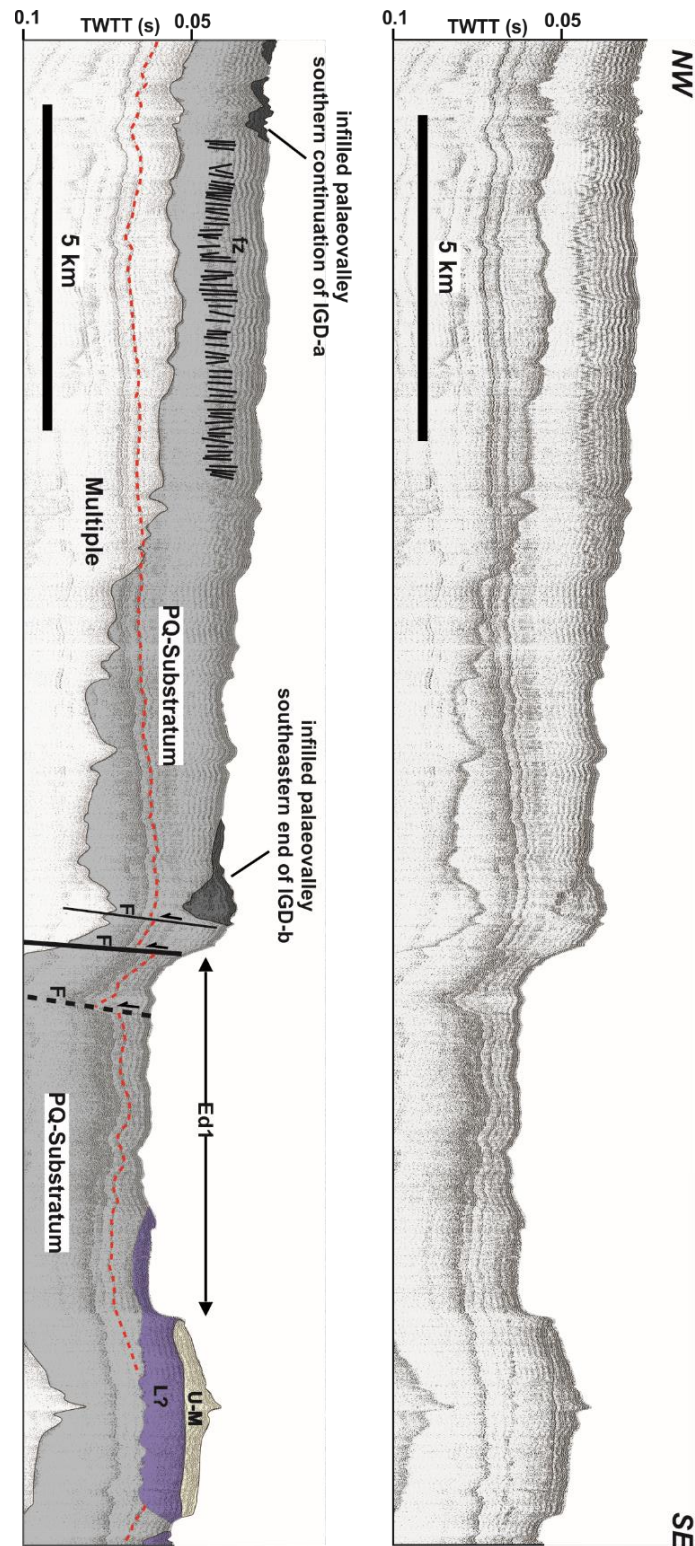 NW
SE
0.05
TWTT (s)
0.1
5 km
infilled palaeovalley
southern continuation of IGD-a
infilled palaeovalley
southeastern end of IGD-b
0.05
TWTT (s)
0.1
fz
5 km
Multiple
PQ-Substratum
F
F
F
Ed1
PQ-Substratum
U-M
L?